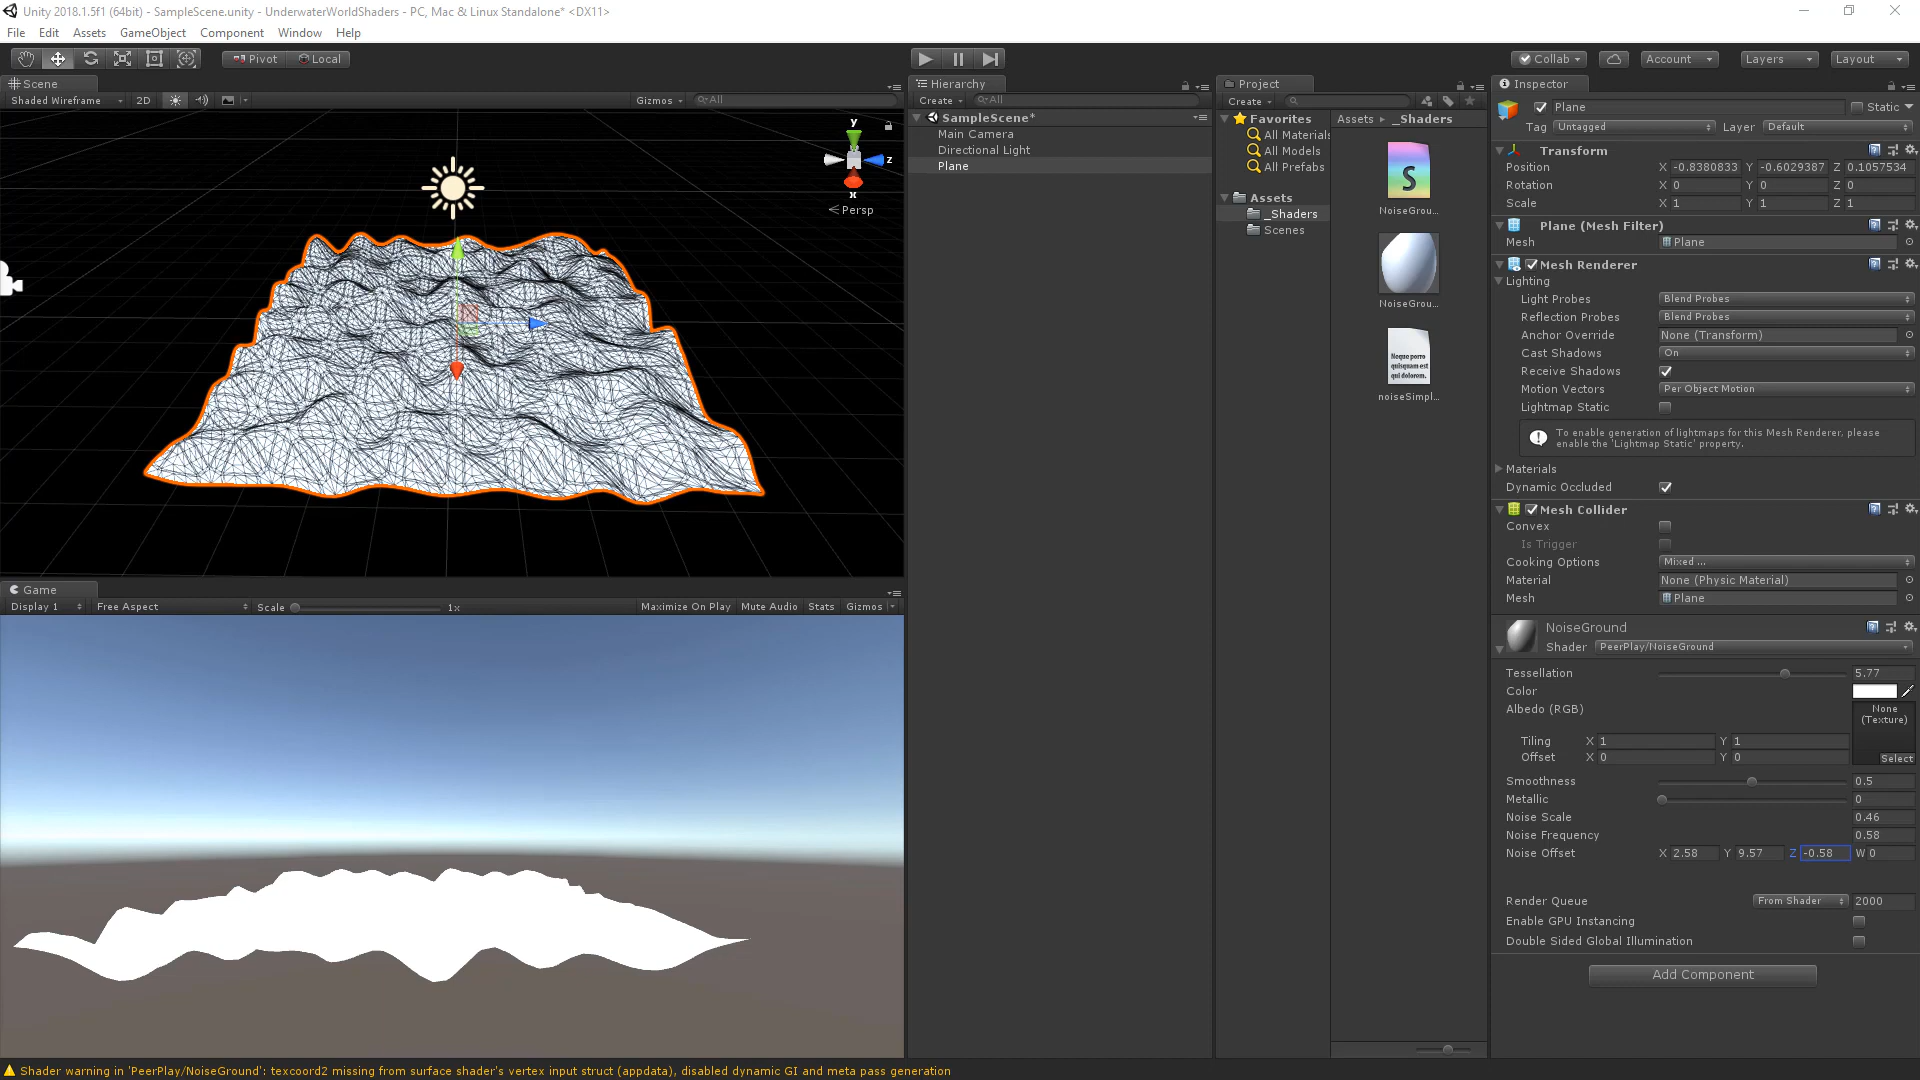 Unity 2018.1.5f1 (64bit) - SampleScene.unity - UnderwaterWorldShaders - PC, Mac & Linux Standalone* <DX11>
File Edit Assets GameObject Component Window Help
Pivot Local
Collab Account Layers Layout
Scene
Shaded Wireframe 2D Gizmos All
y
z
x
Persp
Game
Display 1 Free Aspect Scale 1x Maximize On Play Mute Audio Stats Gizmos
Hierarchy
Create All
SampleScene*
Main Camera
Directional Light
Plane
Project
Create
Favorites
All Materials
All Models
All Prefabs
Assets
_Shaders
Scenes
Assets _Shaders
S
NoiseGrou...
NoiseGrou...
Neque porro
quisquam est
qui dolorem.
noiseSimpl...
Inspector
Plane Static
Tag Untagged Layer Default
Transform
Position X -0.8380833 Y -0.6029387 Z 0.1057534
Rotation X 0 Y 0 Z 0
Scale X 1 Y 1 Z 1
Plane (Mesh Filter)
Mesh Plane
Mesh Renderer
Lighting
Light Probes Blend Probes
Reflection Probes Blend Probes
Anchor Override None (Transform)
Cast Shadows On
Receive Shadows
Motion Vectors Per Object Motion
Lightmap Static
To enable generation of lightmaps for this Mesh Renderer, please
enable the 'Lightmap Static' property.
Materials
Dynamic Occluded
Mesh Collider
Convex
Is Trigger
Cooking Options Mixed ...
Material None (Physic Material)
Mesh Plane
NoiseGround
Shader PeerPlay/NoiseGround
Tessellation 5.77
Color
Albedo (RGB) None
(Texture)
Tiling X 1 Y 1
Offset X 0 Y 0
Select
Smoothness 0.5
Metallic 0
Noise Scale 0.46
Noise Frequency 0.58
Noise Offset X 2.58 Y 9.57 Z -0.58 W 0
Render Queue From Shader 2000
Enable GPU Instancing
Double Sided Global Illumination
Add Component
Shader warning in 'PeerPlay/NoiseGround': texcoord2 missing from surface shader's vertex input struct (appdata), disabled dynamic GI and meta pass generation